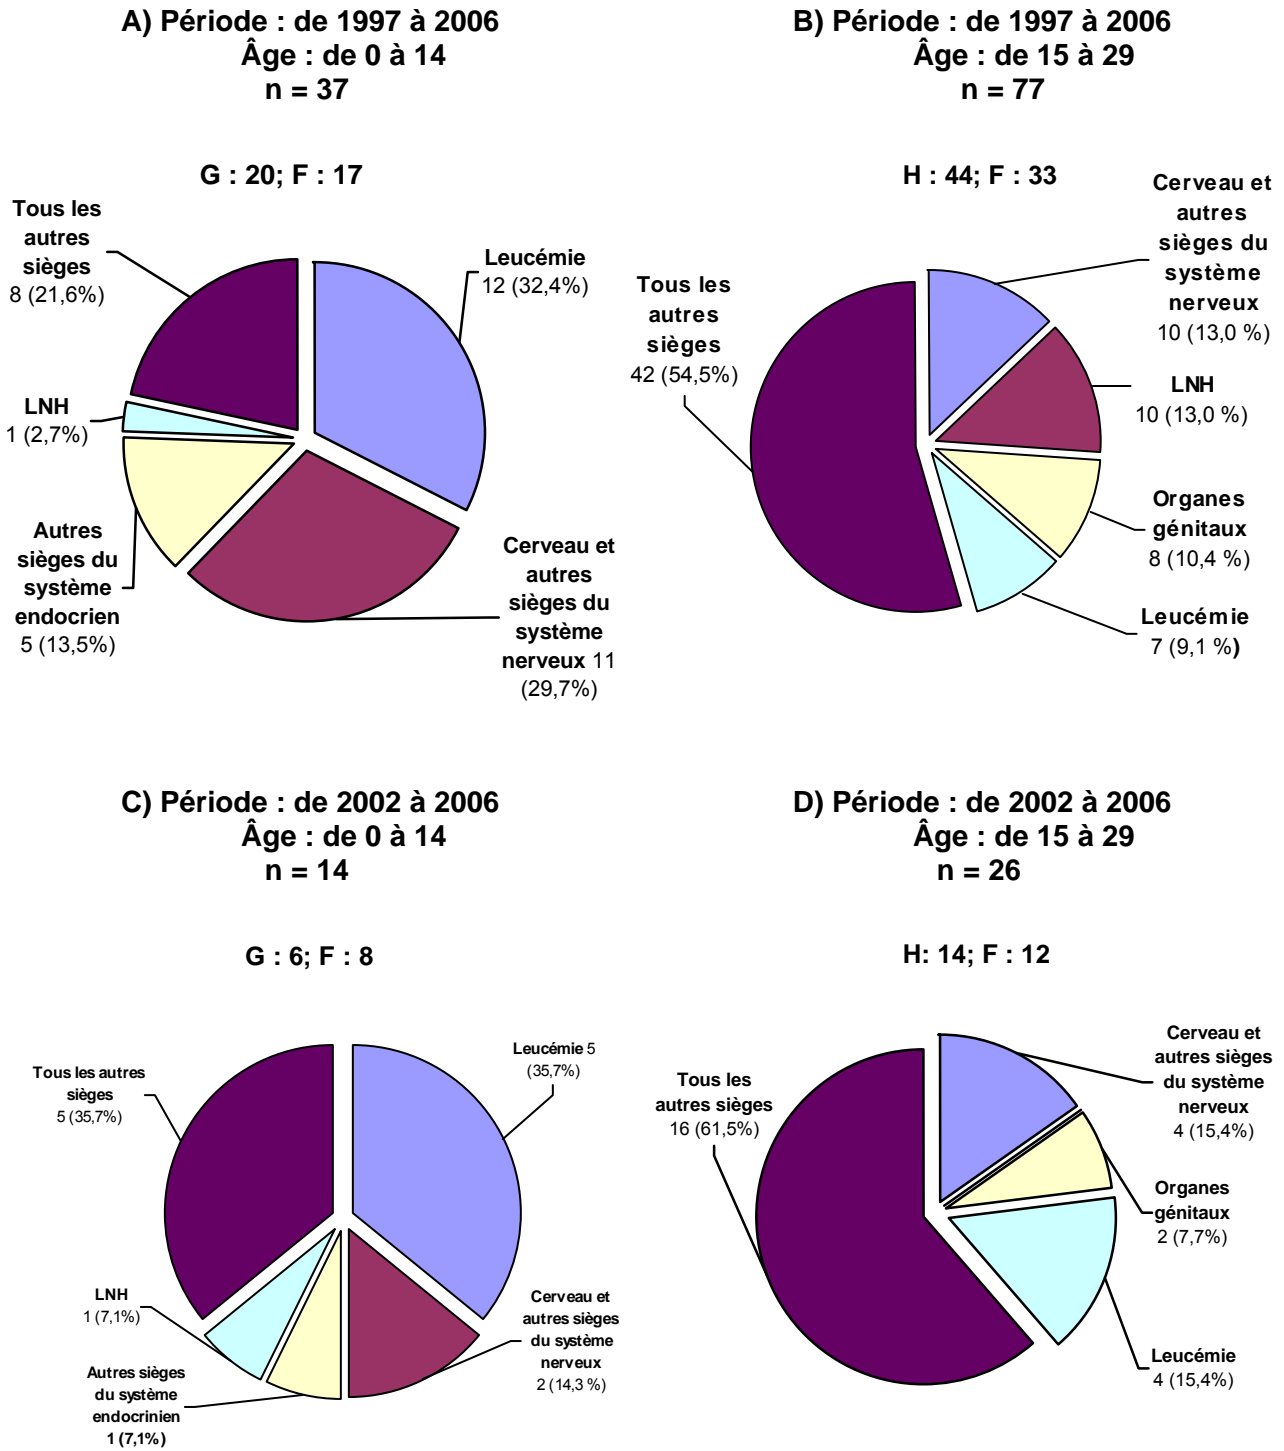 A) Période : de 1997 à 2006
Âge : de 0 à 14
n = 37
G : 20; F : 17
Tous les
autres
sièges
8 (21,6%)
Leucémie
12 (32,4%)
LNH
1 (2,7%)
Autres
sièges du
système
endocrien
5 (13,5%)
Cerveau et
autres
sièges du
système
nerveux 11
(29,7%)
B) Période : de 1997 à 2006
Âge : de 15 à 29
n = 77
H : 44; F : 33
Cerveau et
autres
sièges du
système
nerveux
10 (13,0 %)
Tous les
autres
sièges
42 (54,5%)
LNH
10 (13,0 %)
Organes
génitaux
8 (10,4 %)
Leucémie
7 (9,1 %)
C) Période : de 2002 à 2006
Âge : de 0 à 14
n = 14
G : 6; F : 8
Leucémie 5
(35,7%)
Tous les autres
sièges
5 (35,7%)
LNH
1 (7,1%)
Autres sièges
du système
endocrinien
1 (7,1%)
Cerveau et
autres sièges
du système
nerveux
2 (14,3 %)
D) Période : de 2002 à 2006
Âge : de 15 à 29
n = 26
H: 14; F : 12
Cerveau et
autres sièges
du système
nerveux
4 (15,4%)
Tous les
autres sièges
16 (61,5%)
Organes
génitaux
2 (7,7%)
Leucémie
4 (15,4%)